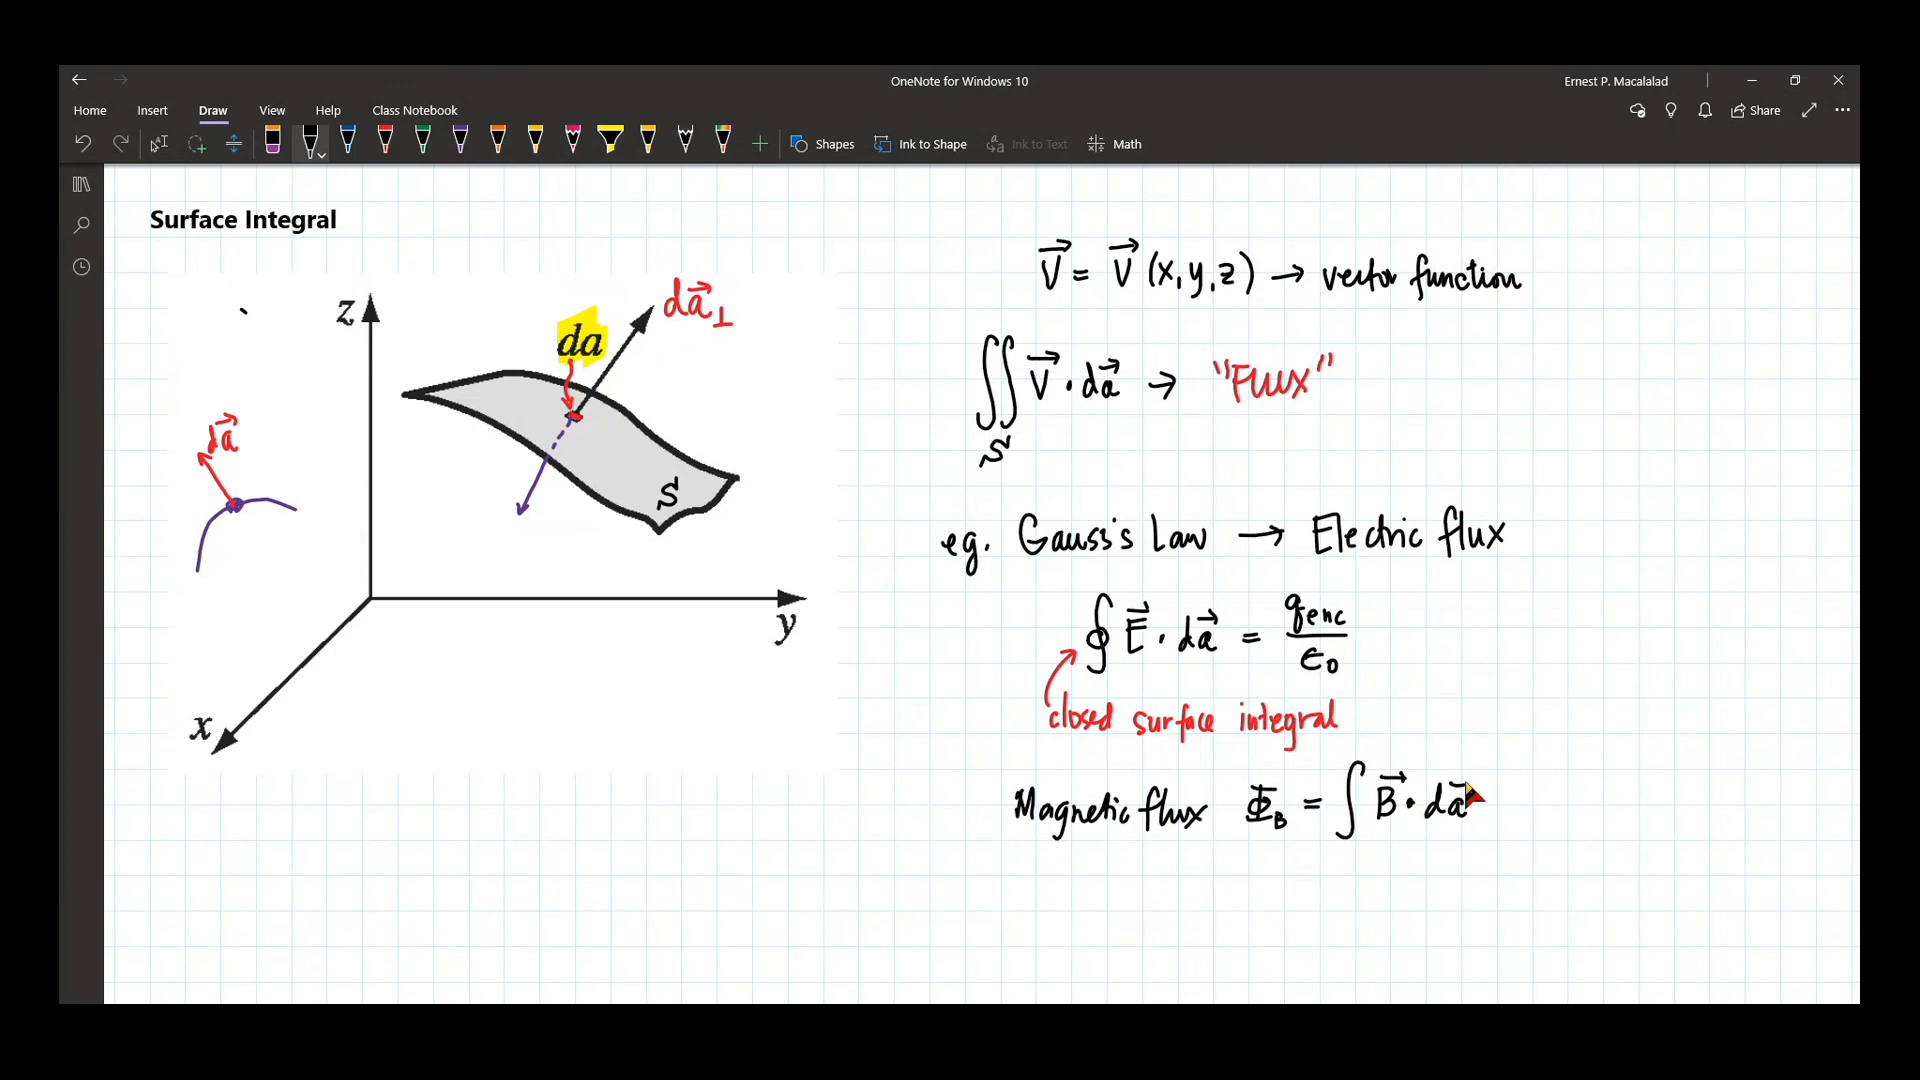 OneNote for Windows 10
Ernest P. Macalalad
Home Insert Draw View Help Class Notebook
Share
Shapes Ink to Shape Ink to Text Math
Surface Integral
z
da
da⃗⊥
S
da⃗
y
x
V⃗ = V⃗ (x, y, z) → vector function
∬ V⃗ · da⃗ → "Flux"
S
eg. Gauss's Law → Electric flux
∮ E⃗ · da⃗ = qenc / ϵ0
closed surface integral
Magnetic flux ΦB = ∫ B⃗ · da⃗